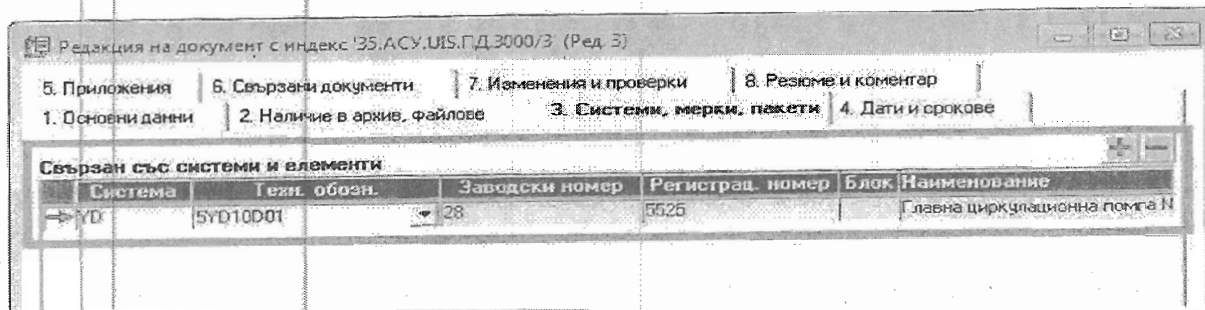 Редакция на документ с индекс '35.АСУ.UIS.ПД.3000/3' (Ред. 3)
5. Приложения 6. Свързани документи 7. Изменения и проверки 8. Резюме и коментар
1. Основни данни 2. Наличие в архив, файлове 3. Системи, мерки, пакети 4. Дати и срокове
Свързан със системи и елементи
Система Техн. обозн. Заводски номер Регистрац. номер Блок Наименование
YD 5YD10D01 28 5525 Главна циркулационна помпа N